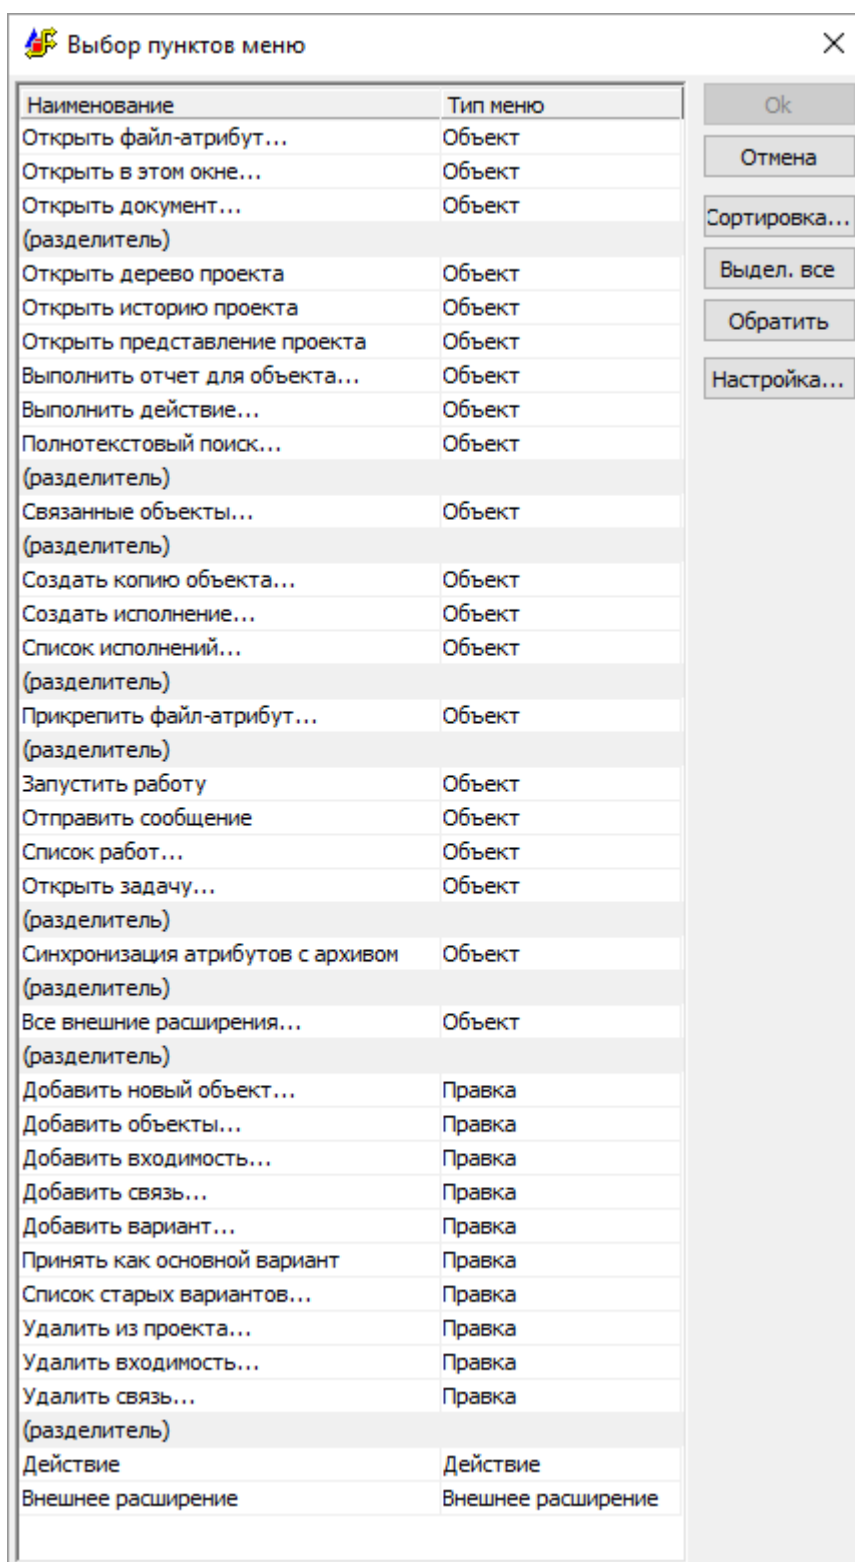 Выбор пунктов меню
Наименование Тип меню
Открыть файл-атрибут... Объект
Открыть в этом окне... Объект
Открыть документ... Объект
(разделитель)
Открыть дерево проекта Объект
Открыть историю проекта Объект
Открыть представление проекта Объект
Выполнить отчет для объекта... Объект
Выполнить действие... Объект
Полнотекстовый поиск... Объект
(разделитель)
Связанные объекты... Объект
(разделитель)
Создать копию объекта... Объект
Создать исполнение... Объект
Список исполнений... Объект
(разделитель)
Прикрепить файл-атрибут... Объект
(разделитель)
Запустить работу Объект
Отправить сообщение Объект
Список работ... Объект
Открыть задачу... Объект
(разделитель)
Синхронизация атрибутов с архивом Объект
(разделитель)
Все внешние расширения... Объект
(разделитель)
Добавить новый объект... Правка
Добавить объекты... Правка
Добавить входимость... Правка
Добавить связь... Правка
Добавить вариант... Правка
Принять как основной вариант Правка
Список старых вариантов... Правка
Удалить из проекта... Правка
Удалить входимость... Правка
Удалить связь... Правка
(разделитель)
Действие Действие
Внешнее расширение Внешнее расширение
Ok
Отмена
Сортировка...
Выдел. все
Обратить
Настройка...